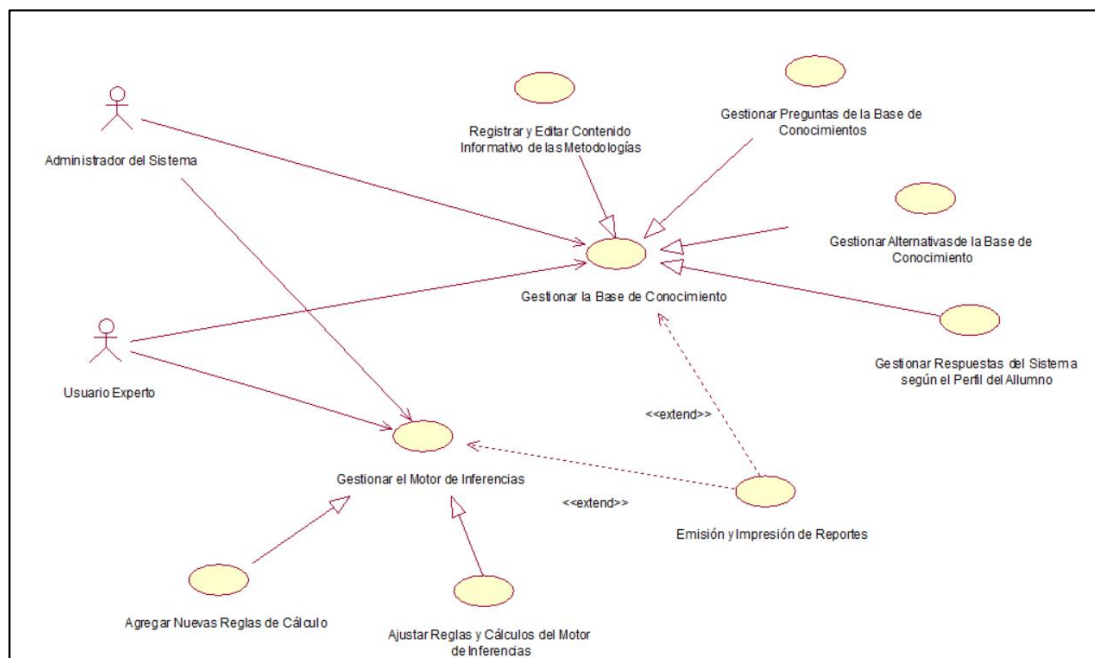 Gestionar Preguntas de la Base de
Conocimientos
Registrar y Editar Contenido
Informativo de las Metodologías
Administrador del Sistema
Gestionar Alternativas de la Base de
Conocimiento
Gestionar la Base de Conocimiento
Gestionar Respuestas del Sistema
según el Perfil del Allumno
Usuario Experto
<<extend>>
Gestionar el Motor de Inferencias
<<extend>>
Emisión y Impresión de Reportes
Agregar Nuevas Reglas de Cálculo
Ajustar Reglas y Cálculos del Motor
de Inferencias